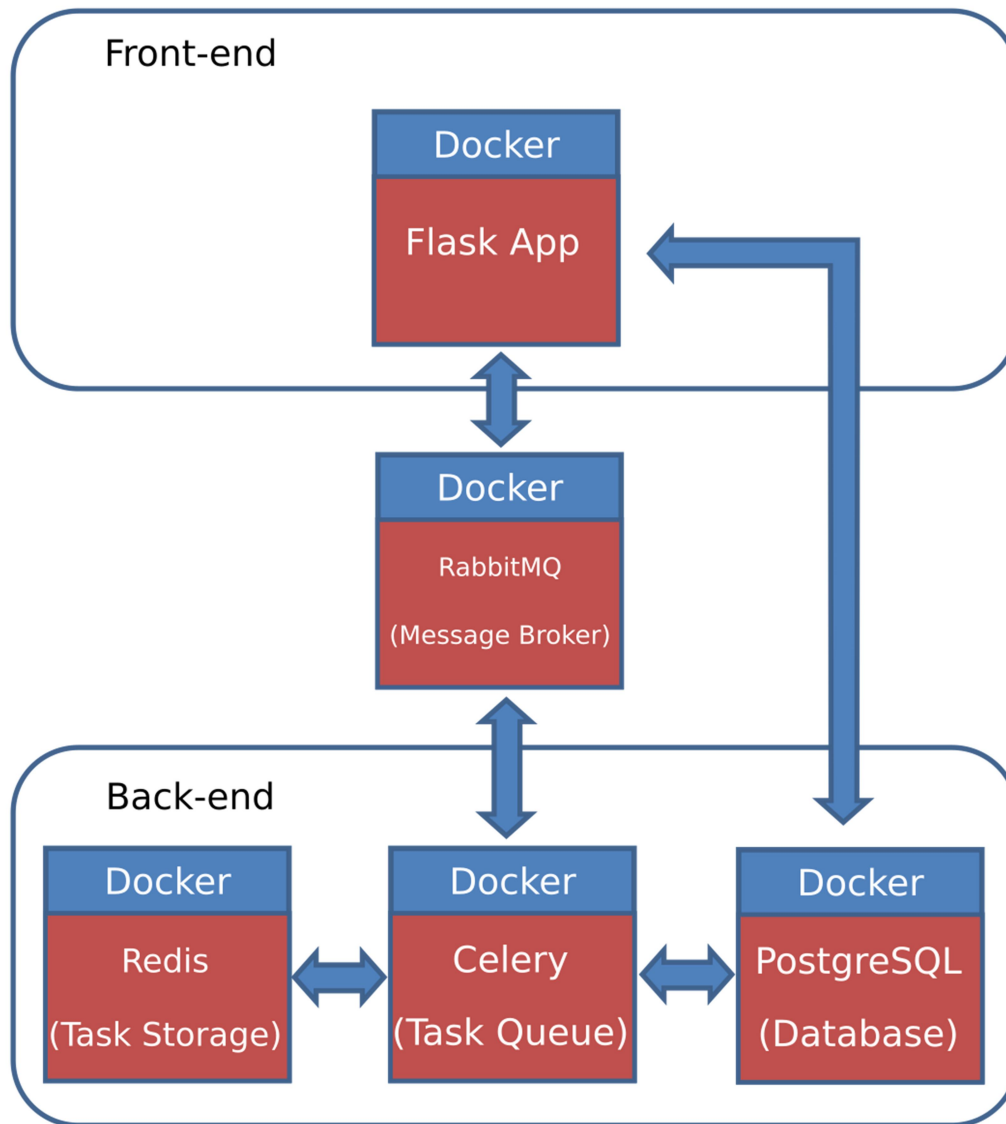 Front-end
Docker
Flask App
Docker
RabbitMQ
(Message Broker)
Back-end
Docker
Redis
(Task Storage)
Docker
Celery
(Task Queue)
Docker
PostgreSQL
(Database)